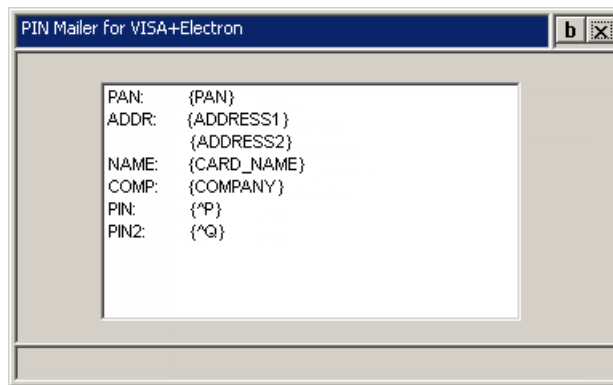 PIN Mailer for VISA+Electron
b
PAN: {PAN}
ADDR: {ADDRESS1}
{ADDRESS2}
NAME: {CARD_NAME}
COMP: {COMPANY}
PIN: {^P}
PIN2: {^Q}